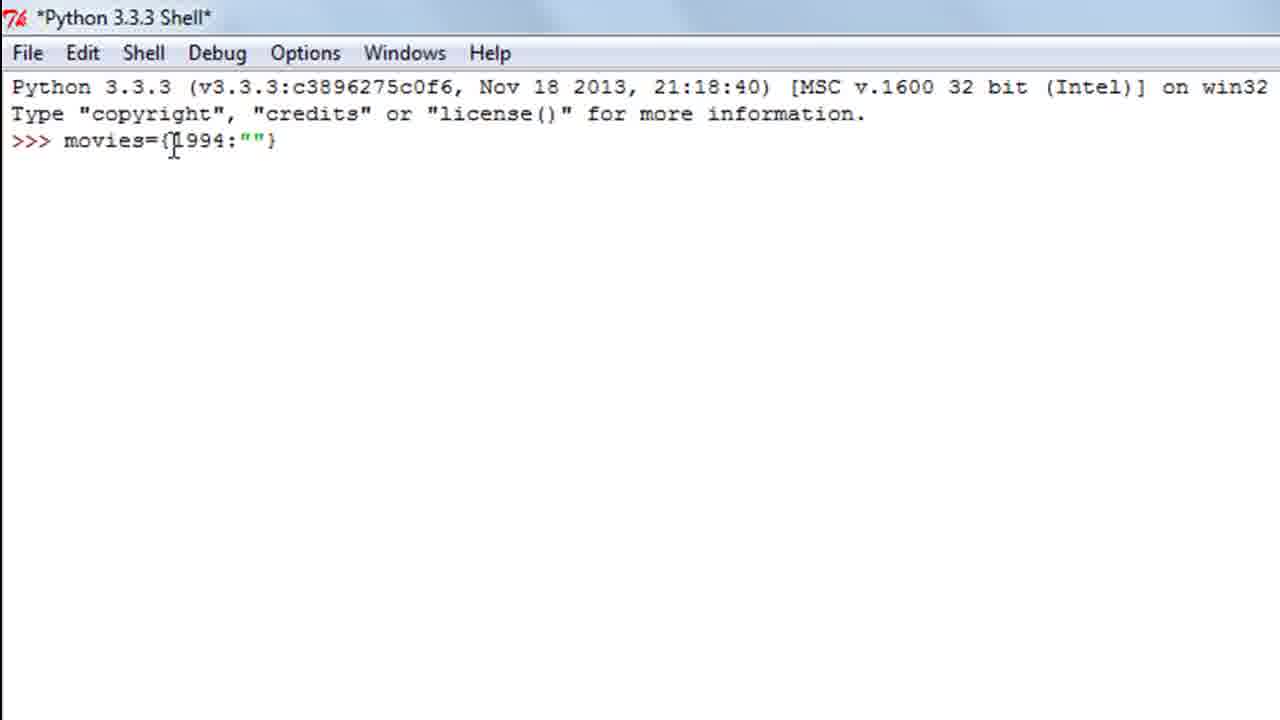 *Python 3.3.3 Shell*
File Edit Shell Debug Options Windows Help
Python 3.3.3 (v3.3.3:c3896275c0f6, Nov 18 2013, 21:18:40) [MSC v.1600 32 bit (Intel)] on win32
Type "copyright", "credits" or "license()" for more information.
>>> movies={1994:""}